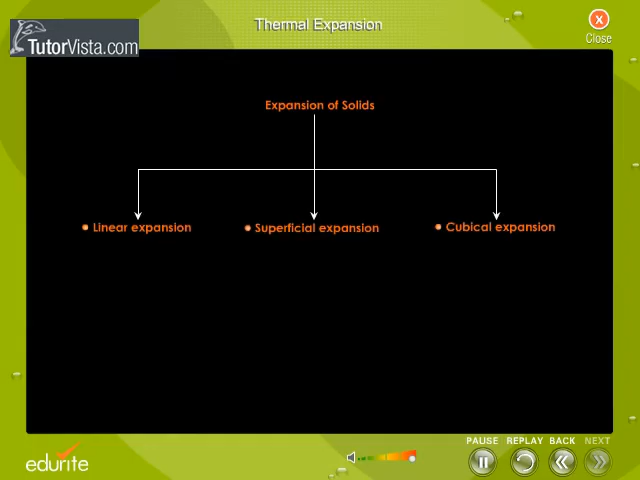 Thermal Expansion
Close
TutorVista.com
Expansion of Solids
Linear expansion
Superficial expansion
Cubical expansion
PAUSE REPLAY BACK NEXT
edurite